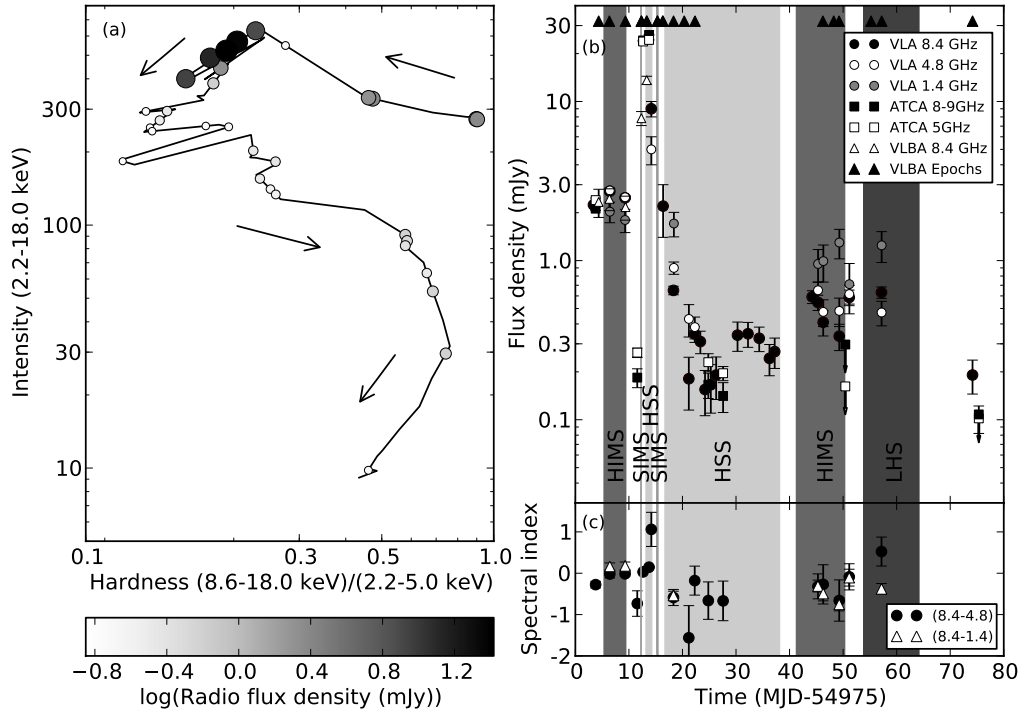 (a)
300
100
30
10
Intensity (2.2-18.0 keV)
0.1
0.3
0.5
1.0
Hardness (8.6-18.0 keV)/(2.2-5.0 keV)
−0.8
−0.4
0.0
0.4
0.8
1.2
log(Radio flux density (mJy))
(b)
30
10
3.0
1.0
0.3
0.1
Flux density (mJy)
VLA 8.4 GHz
VLA 4.8 GHz
VLA 1.4 GHz
ATCA 8-9GHz
ATCA 5GHz
VLBA 8.4 GHz
VLBA Epochs
HIMS
SIMS
HSS
SIMS
HSS
HIMS
LHS
(c)
1
0
-1
-2
Spectral index
(8.4-4.8)
(8.4-1.4)
0
10
20
30
40
50
60
70
80
Time (MJD-54975)